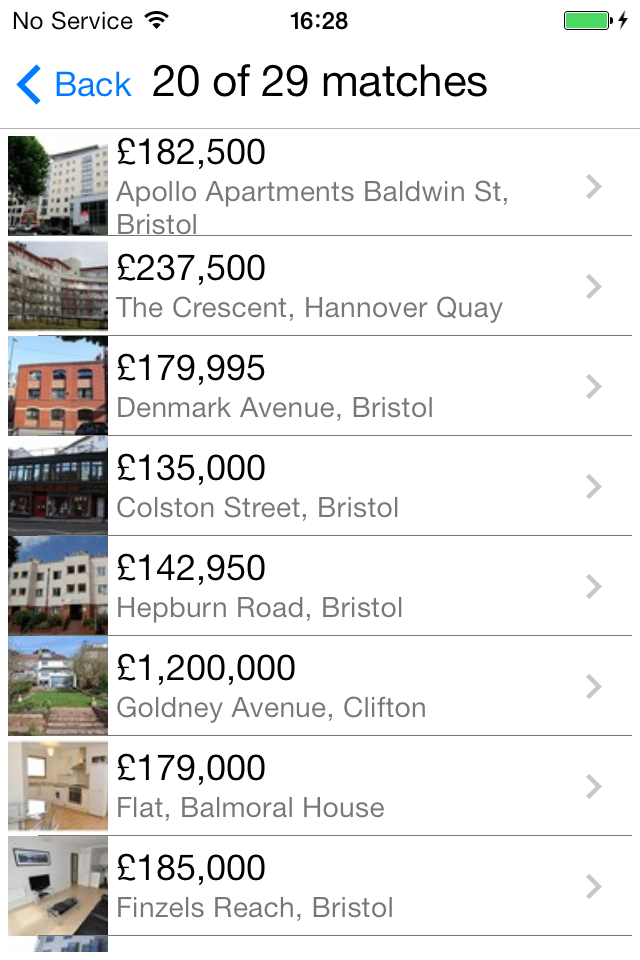 No Service 16:28
Back 20 of 29 matches
£182,500
Apollo Apartments Baldwin St,
Bristol
£237,500
The Crescent, Hannover Quay
£179,995
Denmark Avenue, Bristol
£135,000
Colston Street, Bristol
£142,950
Hepburn Road, Bristol
£1,200,000
Goldney Avenue, Clifton
£179,000
Flat, Balmoral House
£185,000
Finzels Reach, Bristol